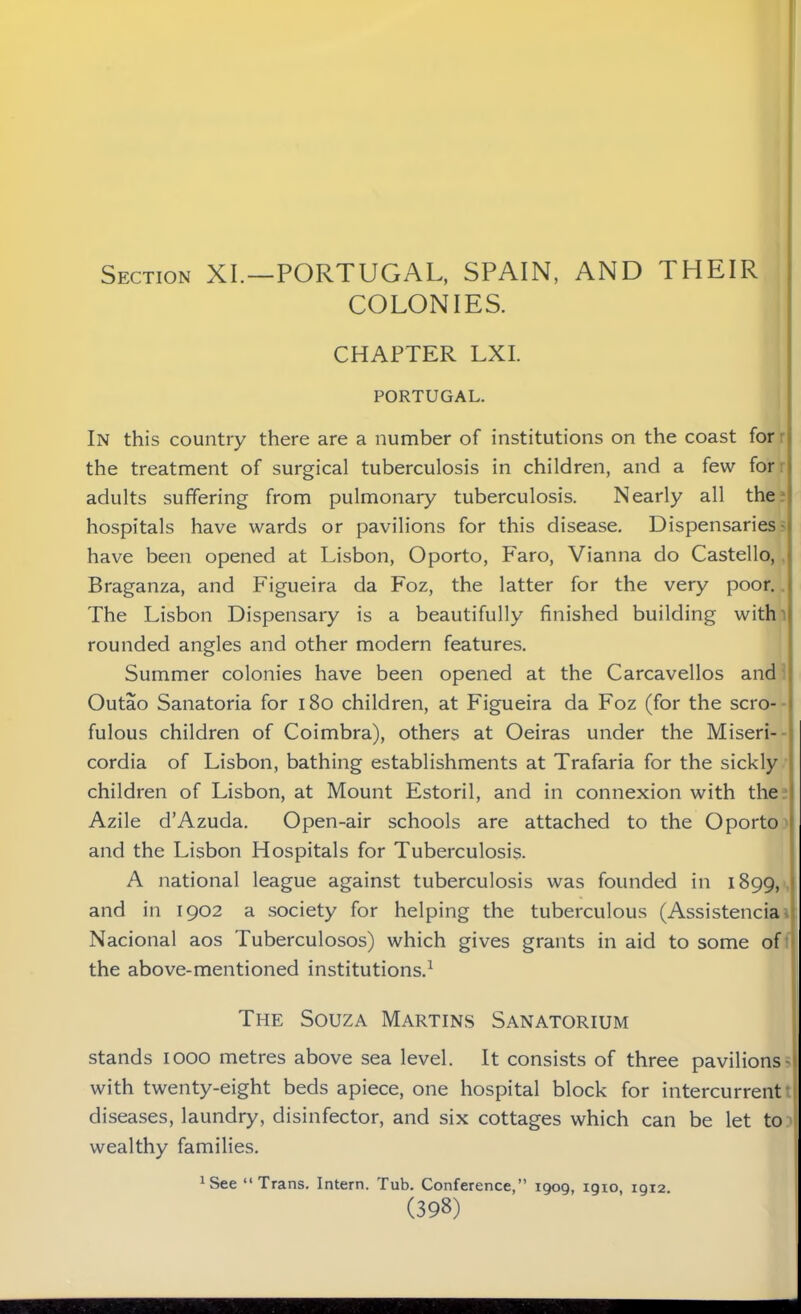 SECTION XI.—PORTUGAL, SPAIN, AND THEIR
COLONIES.
CHAPTER LXI.
PORTUGAL.
IN this country there are a number of institutions on the coast for
the treatment of surgical tuberculosis in children, and a few for
adults suffering from pulmonary tuberculosis. Nearly all the
hospitals have wards or pavilions for this disease. Dispensaries
have been opened at Lisbon, Oporto, Faro, Vianna do Castello,
Braganza, and Figueira da Foz, the latter for the very poor.
The Lisbon Dispensary is a beautifully finished building with
rounded angles and other modern features.
Summer colonies have been opened at the Carcavellos and
Outão Sanatoria for 180 children, at Figueira da Foz (for the scro-
fulous children of Coimbra), others at Oeiras under the Miseri-
cordia of Lisbon, bathing establishments at Trafaria for the sickly
children of Lisbon, at Mount Estoril, and in connexion with the
Azile d'Azuda. Open-air schools are attached to the Oporto
and the Lisbon Hospitals for Tuberculosis.
A national league against tuberculosis was founded in 1899,
and in 1902 a society for helping the tuberculous (Assistencia
Nacional aos Tuberculosos) which gives grants in aid to some of
the above-mentioned institutions.¹
THE SOUZA MARTINS SANATORIUM
stands 1000 metres above sea level. It consists of three pavilions
with twenty-eight beds apiece, one hospital block for intercurrent
diseases, laundry, disinfector, and six cottages which can be let to
wealthy families.
¹ See "Trans. Intern. Tub. Conference," 1909, 1910, 1912.
(398)